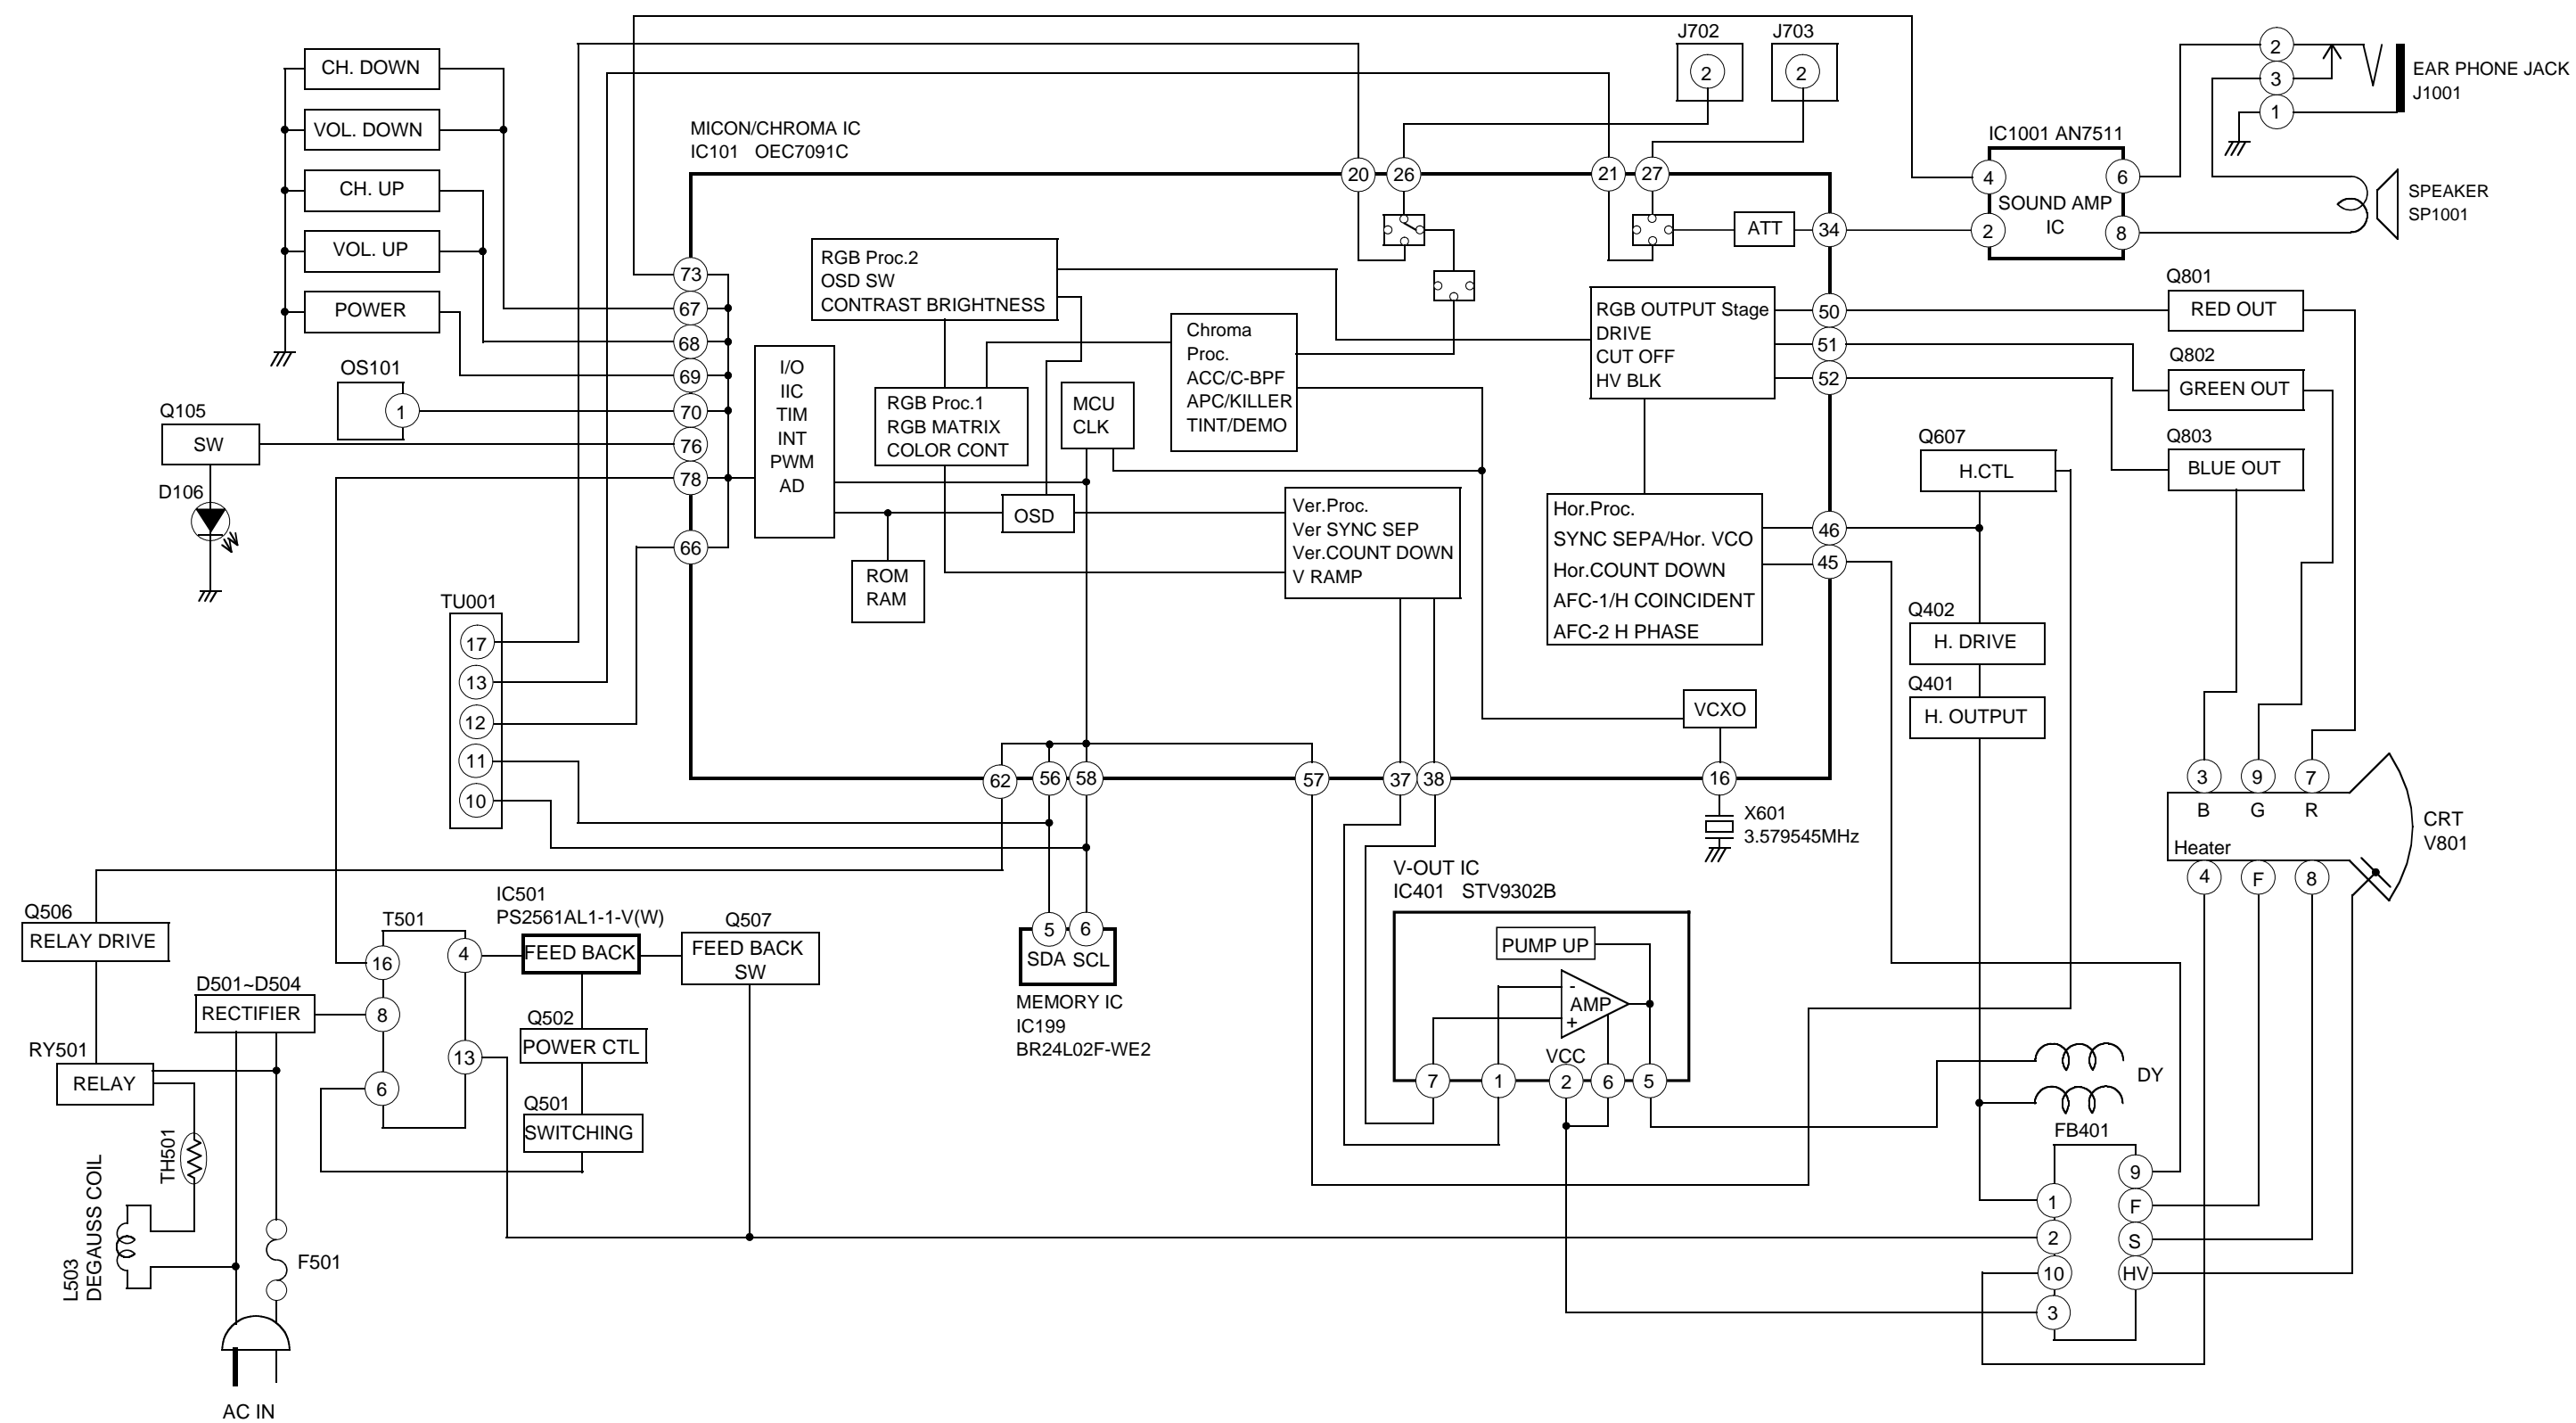 CH. DOWN
VOL. DOWN
CH. UP
VOL. UP
POWER
OS101
1
Q105
SW
D106
MICON/CHROMA IC
IC101 OEC7091C
20
26
21
27
J702
2
J703
2
73
67
68
69
70
76
78
66
RGB Proc.2
OSD SW
CONTRAST BRIGHTNESS
I/O
IIC
TIM
INT
PWM
AD
RGB Proc.1
RGB MATRIX
COLOR CONT
MCU
CLK
Chroma
Proc.
ACC/C-BPF
APC/KILLER
TINT/DEMO
OSD
ROM
RAM
Ver.Proc.
Ver SYNC SEP
Ver.COUNT DOWN
V RAMP
ATT
34
RGB OUTPUT Stage
DRIVE
CUT OFF
HV BLK
50
51
52
Hor.Proc.
SYNC SEPA/Hor. VCO
Hor.COUNT DOWN
AFC-1/H COINCIDENT
AFC-2 H PHASE
46
45
VCXO
62
56
58
57
37
38
16
X601
3.579545MHz
IC1001 AN7511
4
2
6
8
SOUND AMP
IC
2
3
1
EAR PHONE JACK
J1001
SPEAKER
SP1001
Q801
RED OUT
Q802
GREEN OUT
Q803
BLUE OUT
Q607
H.CTL
Q402
H. DRIVE
Q401
H. OUTPUT
3
9
7
B
G
R
Heater
4
F
8
CRT
V801
TU001
17
13
12
11
10
Q506
RELAY DRIVE
RY501
RELAY
D501~D504
RECTIFIER
T501
16
8
6
4
13
IC501
PS2561AL1-1-V(W)
FEED BACK
Q507
FEED BACK
SW
Q502
POWER CTL
Q501
SWITCHING
5
6
SDA SCL
MEMORY IC
IC199
BR24L02F-WE2
V-OUT IC
IC401 STV9302B
PUMP UP
-
AMP
+
VCC
7
1
2
6
5
DY
FB401
1
2
10
3
9
F
S
HV
TH501
L503
DEGAUSS COIL
F501
AC IN